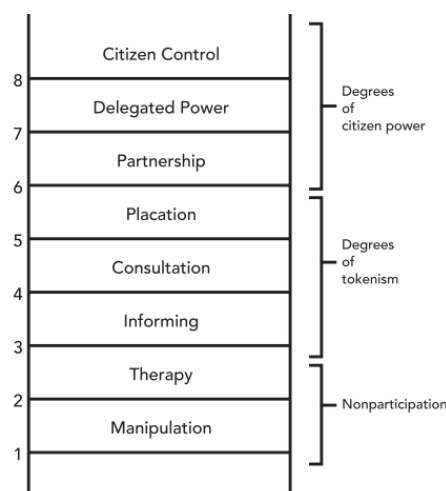 Citizen Control
8
Delegated Power
7
Partnership
6
Placation
5
Consultation
4
Informing
3
Therapy
2
Manipulation
1
Degrees
of
citizen power
Degrees
of
tokenism
Nonparticipation